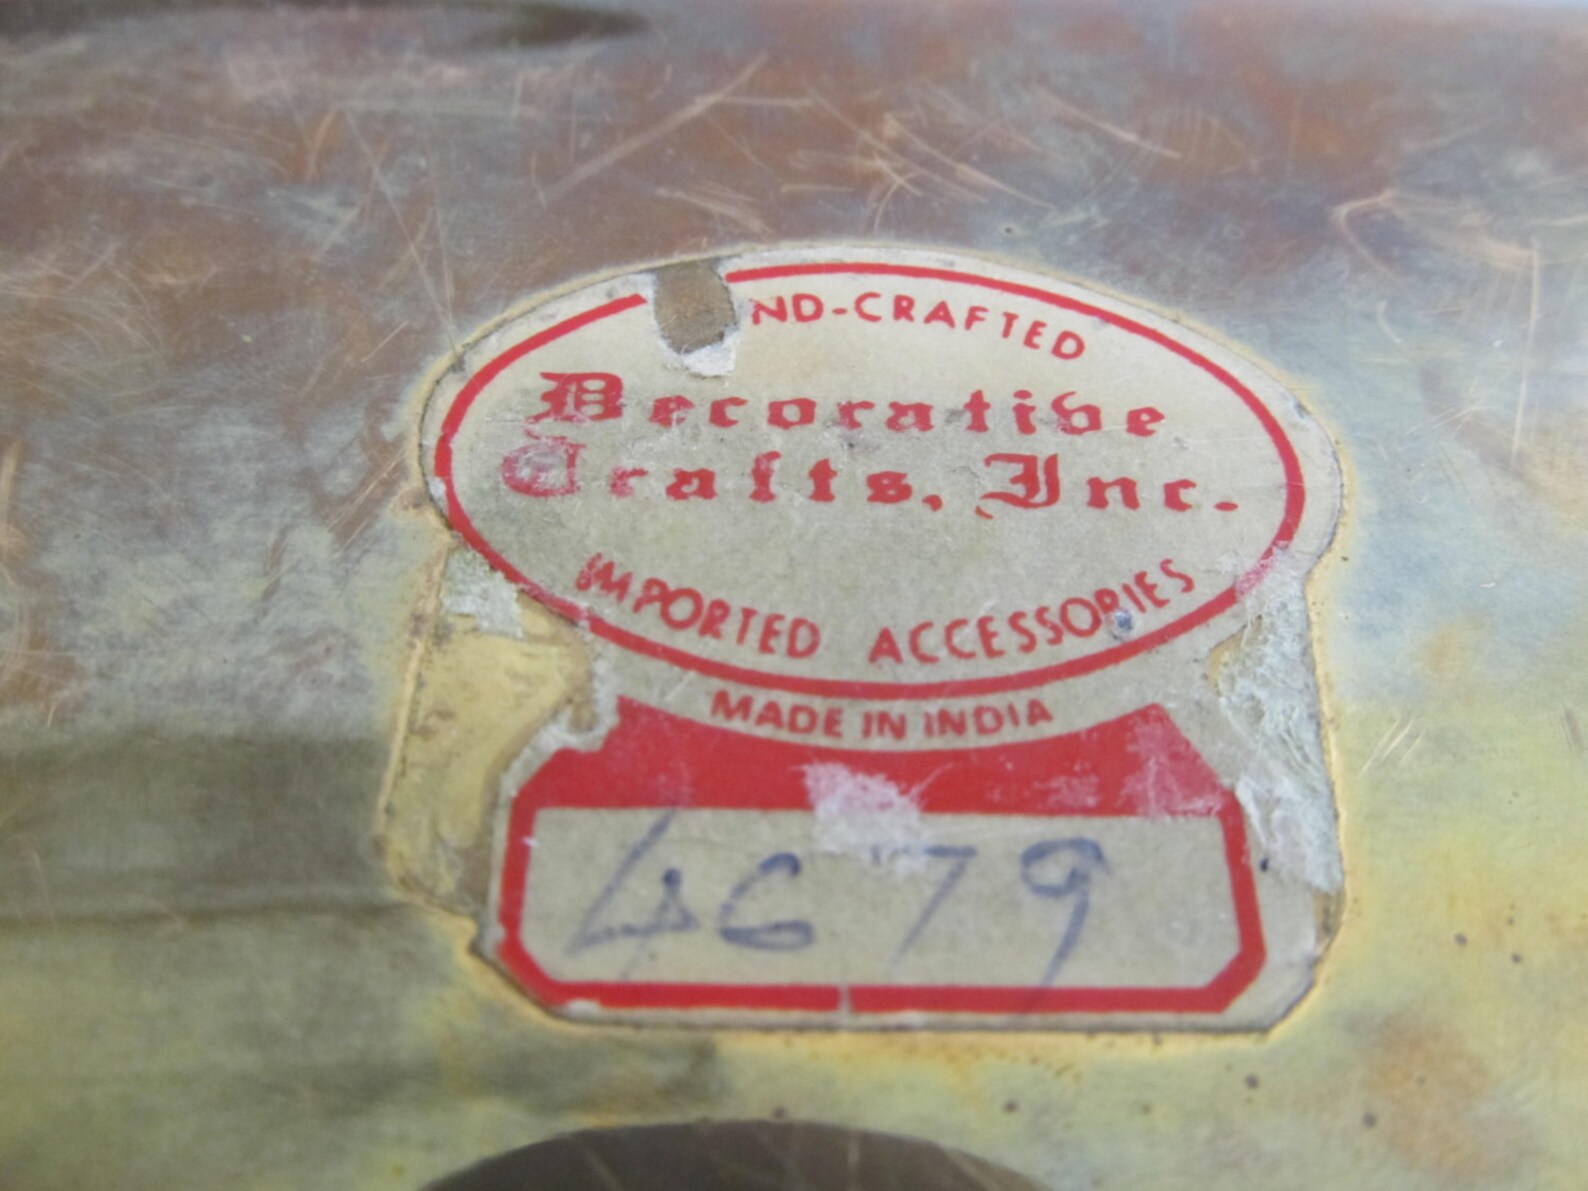 ND-CRAFTED
Decorative
Crafts, Inc.
IMPORTED ACCESSORIES
MADE IN INDIA
4679